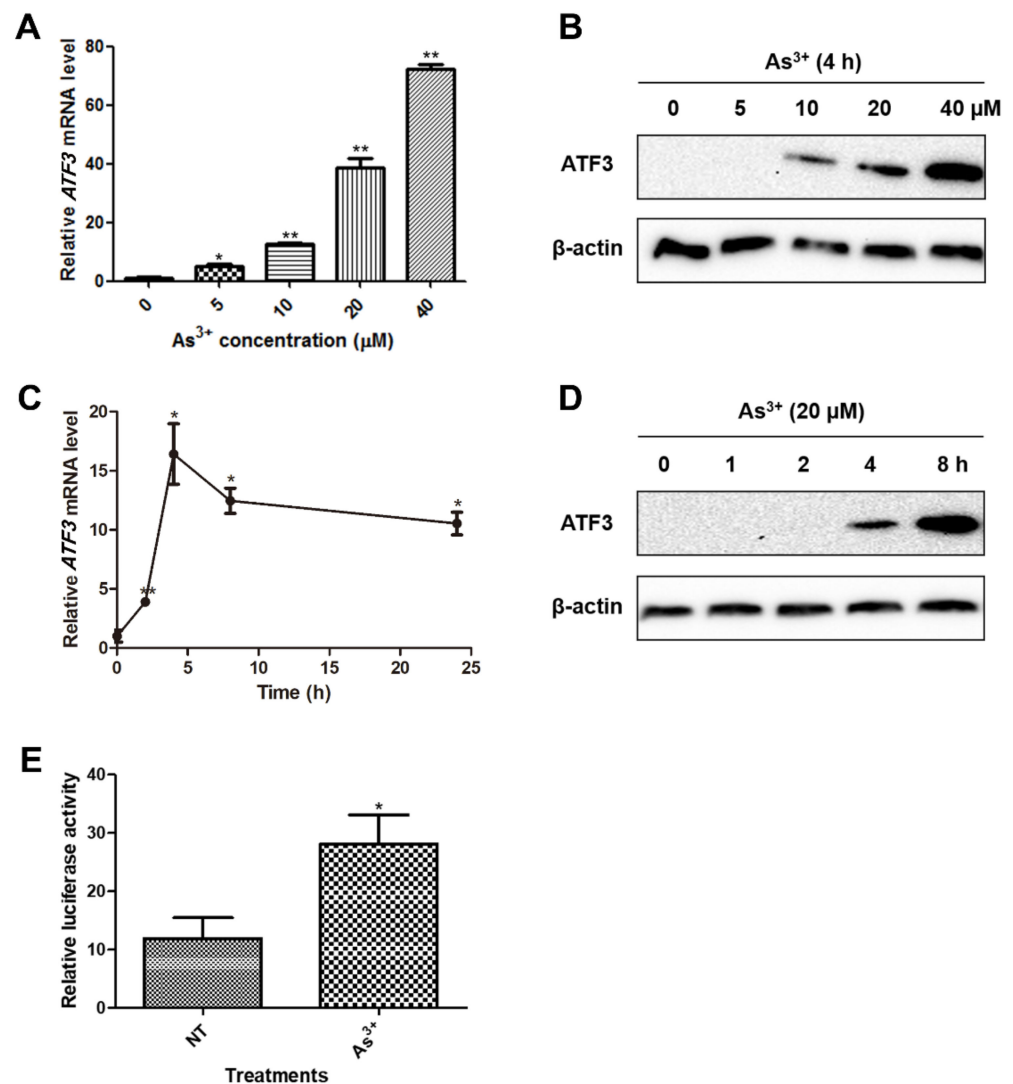 A
Relative ATF3 mRNA level
80
60
40
20
0
*
**
**
**
0
5
10
20
40
As³⁺ concentration (μM)
B
As³⁺ (4 h)
0 5 10 20 40 μM
ATF3
β-actin
C
Relative ATF3 mRNA level
20
15
10
5
0
**
*
*
*
0 5 10 15 20 25
Time (h)
D
As³⁺ (20 μM)
0 1 2 4 8 h
ATF3
β-actin
E
Relative luciferase activity
40
30
20
10
0
*
NT
As³⁺
Treatments